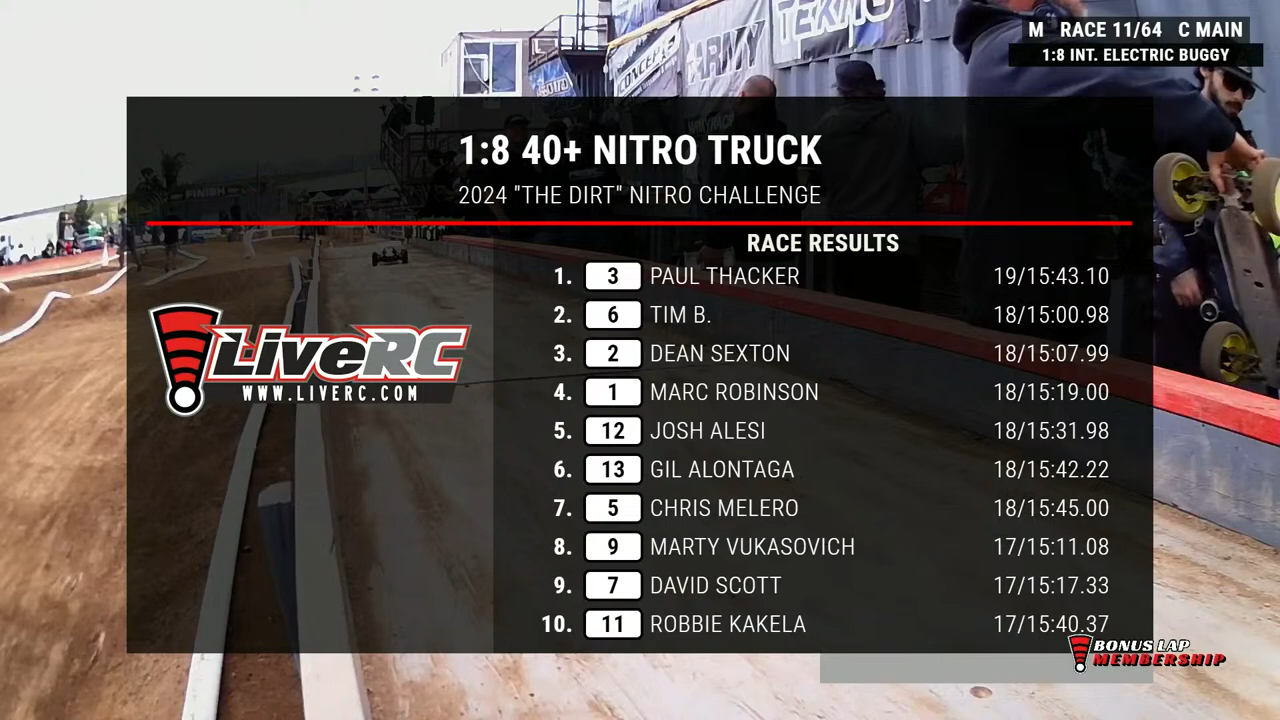 M RACE 11/64 C MAIN
1:8 INT. ELECTRIC BUGGY
TEKNO
ARMY
1:8 40+ NITRO TRUCK
2024 "THE DIRT" NITRO CHALLENGE
RACE RESULTS
1. 3 PAUL THACKER 19/15:43.10
2. 6 TIM B. 18/15:00.98
3. 2 DEAN SEXTON 18/15:07.99
4. 1 MARC ROBINSON 18/15:19.00
5. 12 JOSH ALESI 18/15:31.98
6. 13 GIL ALONTAGA 18/15:42.22
7. 5 CHRIS MELERO 18/15:45.00
8. 9 MARTY VUKASOVICH 17/15:11.08
9. 7 DAVID SCOTT 17/15:17.33
10. 11 ROBBIE KAKELA 17/15:40.37
LiveRC
WWW.LIVERC.COM
FINISH
BONUS LAP
MEMBERSHIP